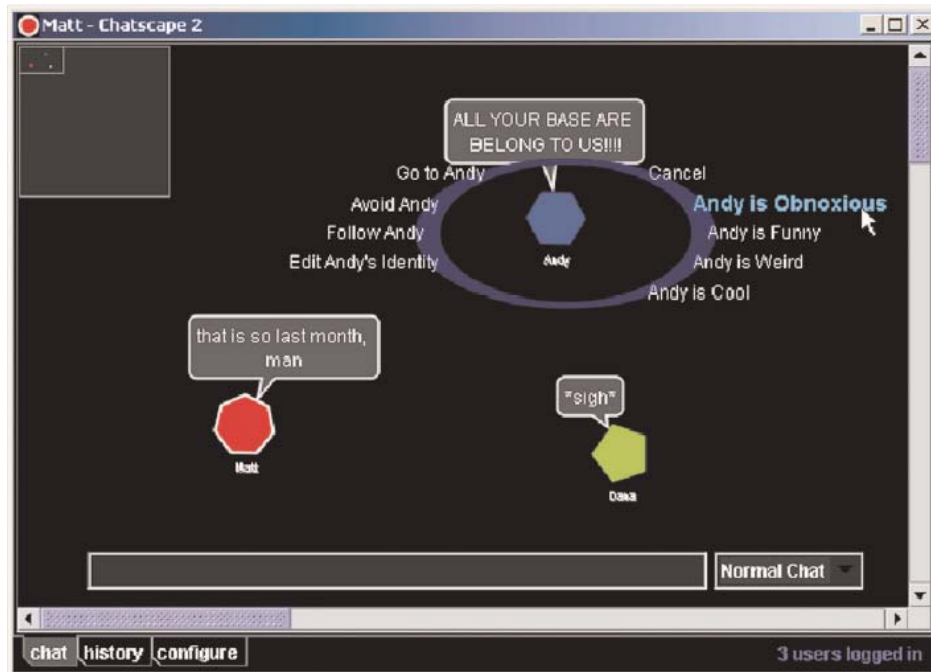 Matt - Chatscape 2
ALL YOUR BASE ARE
BELONG TO US!!!!
Go to Andy
Cancel
Avoid Andy
Andy is Obnoxious
Follow Andy
Andy is Funny
Andy
Edit Andy's Identity
Andy is Weird
Andy is Cool
that is so last month,
man
*sigh*
Matt
Dana
Normal Chat
chat history configure
3 users logged in